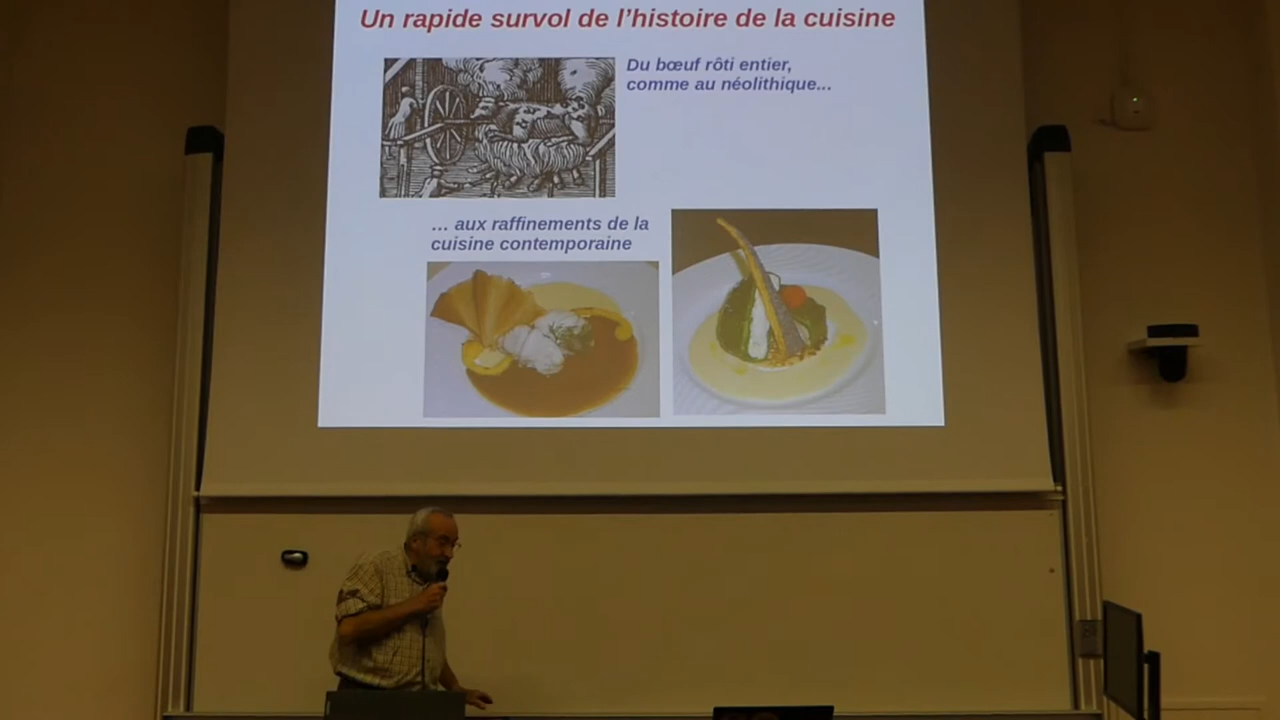 Un rapide survol de l’histoire de la cuisine
Du bœuf rôti entier,
comme au néolithique...
... aux raffinements de la
cuisine contemporaine